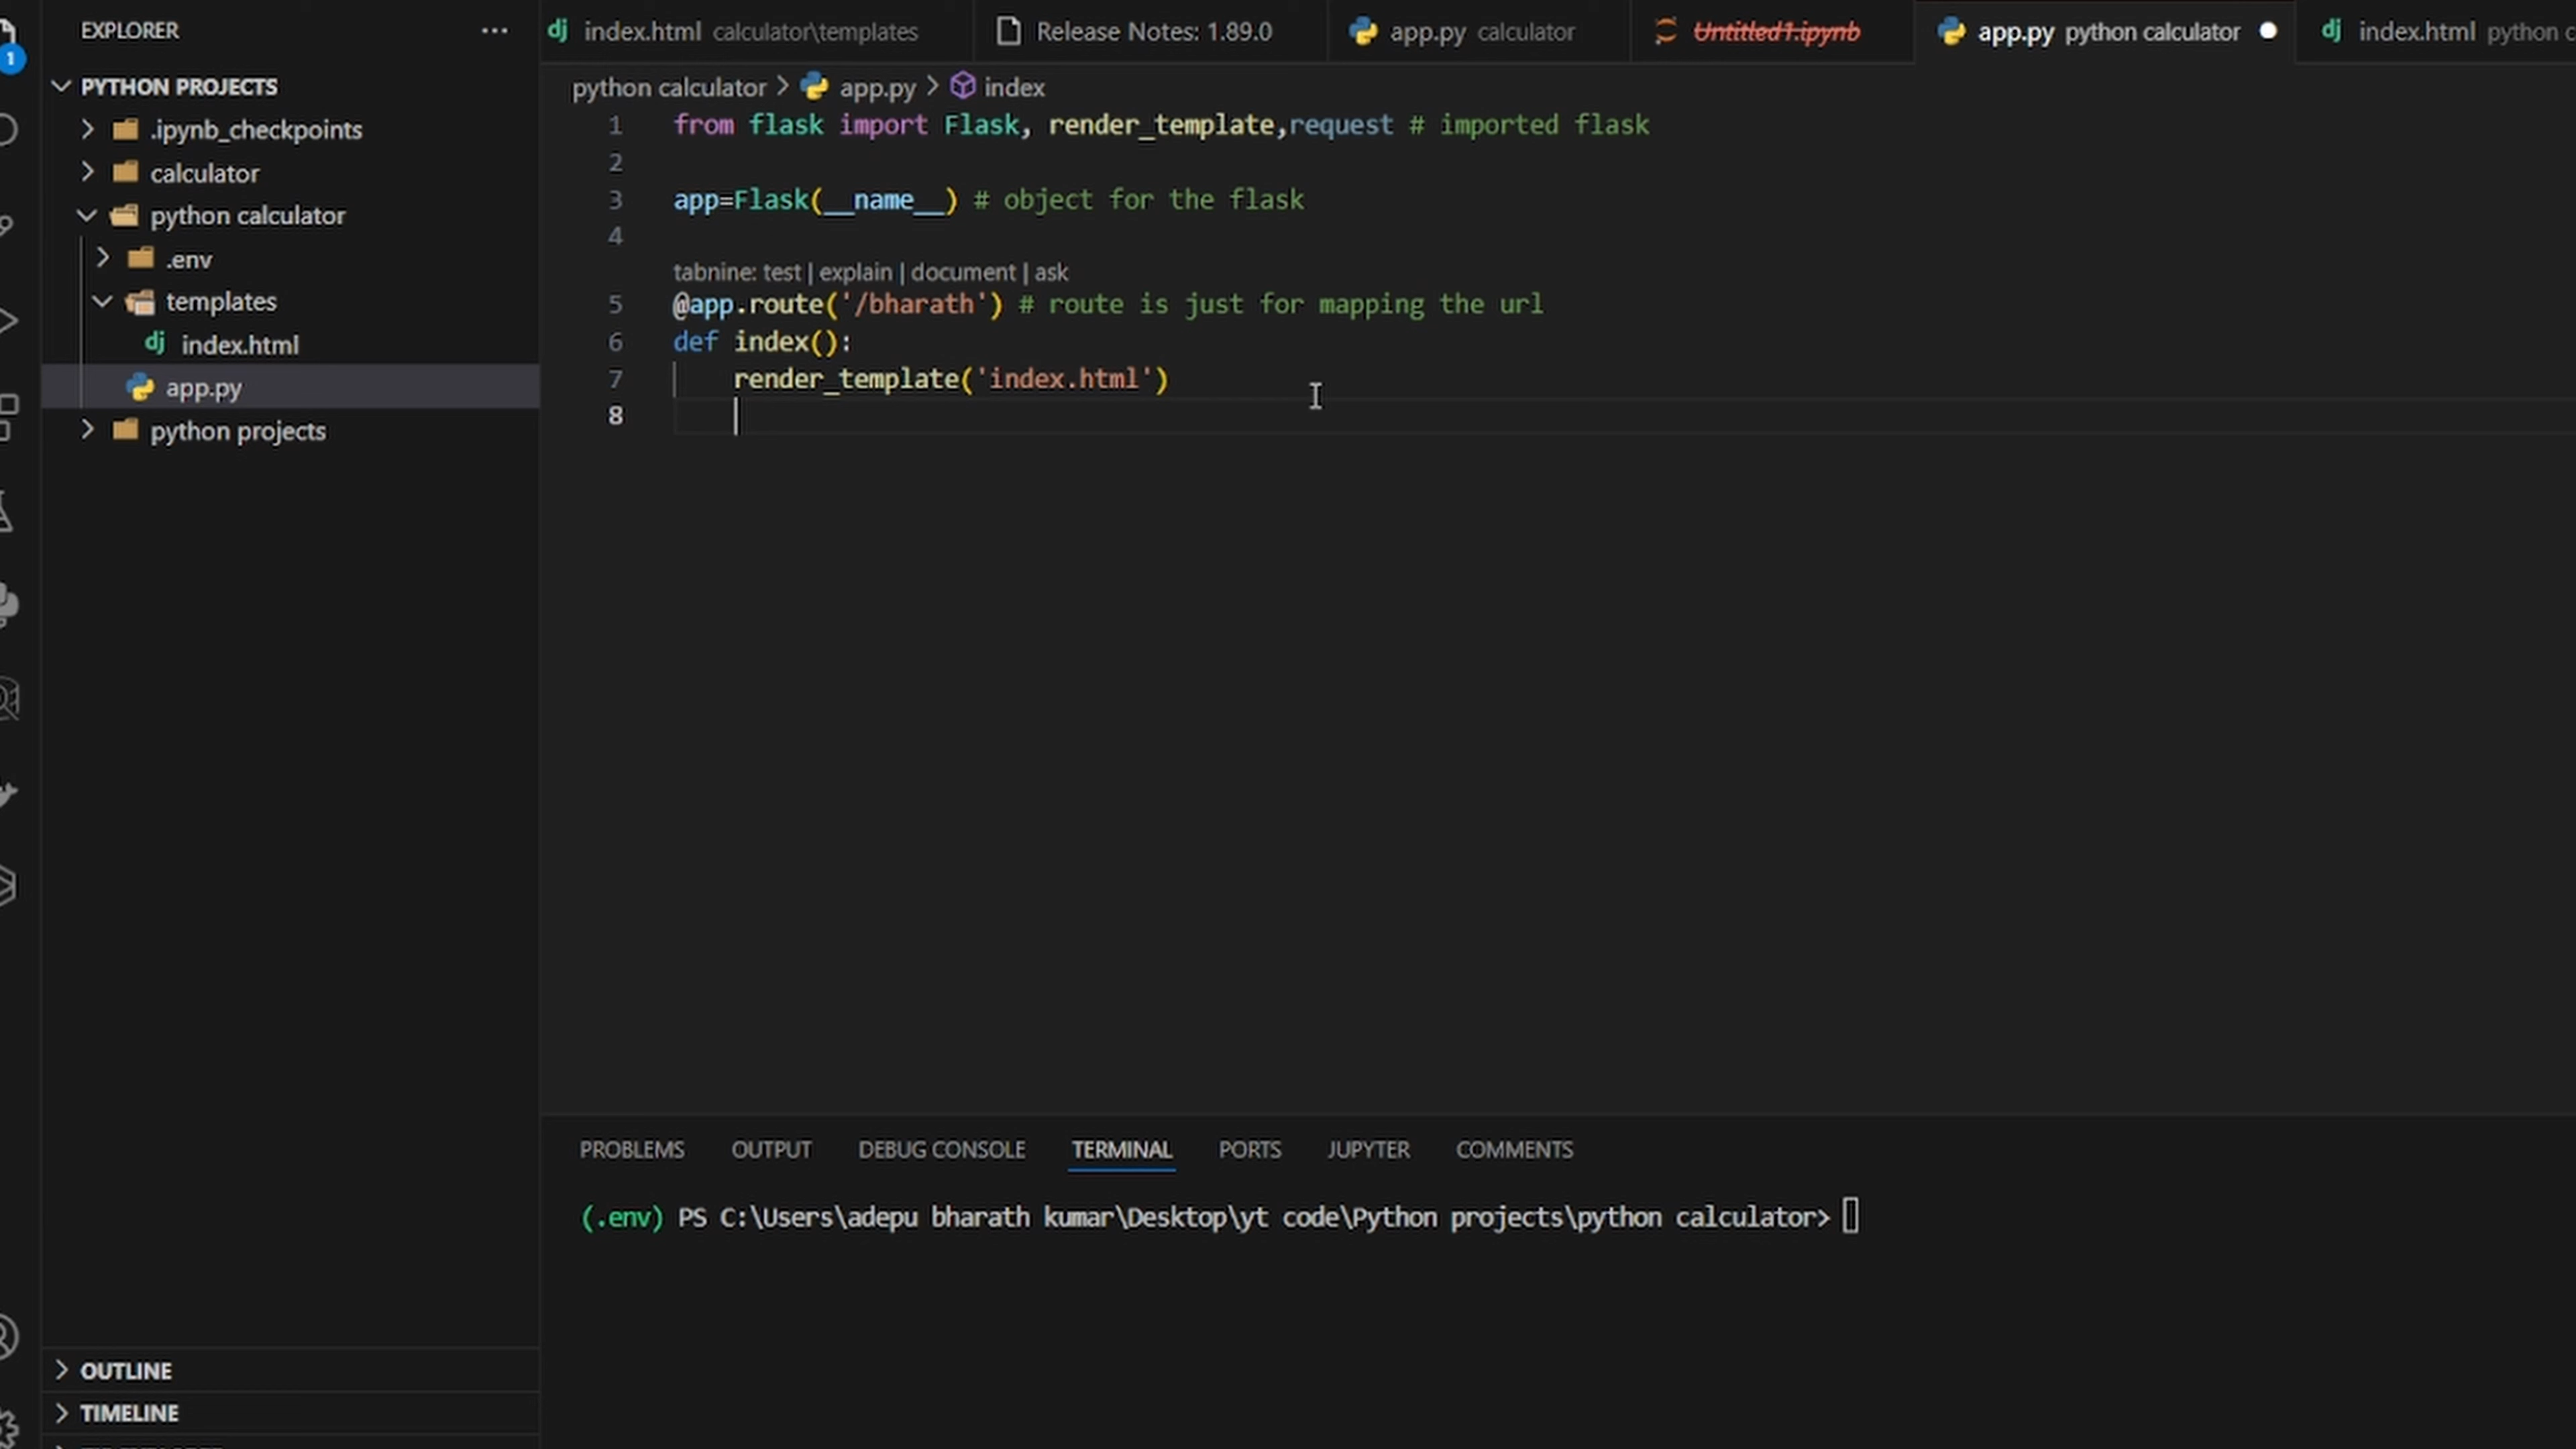 EXPLORER ...
index.html calculator\templates Release Notes: 1.89.0 app.py calculator Untitled1.ipynb app.py python calculator index.html python c
1
PYTHON PROJECTS
.ipynb_checkpoints
calculator
python calculator
.env
templates
index.html
app.py
python projects
python calculator > app.py > index
1 from flask import Flask, render_template,request # imported flask
2
3 app=Flask(__name__) # object for the flask
4
tabnine: test | explain | document | ask
5 @app.route('/bharath') # route is just for mapping the url
6 def index():
7 render_template('index.html')
8
PROBLEMS OUTPUT DEBUG CONSOLE TERMINAL PORTS JUPYTER COMMENTS
(.env) PS C:\Users\adepu bharath kumar\Desktop\yt code\Python projects\python calculator>
OUTLINE
TIMELINE